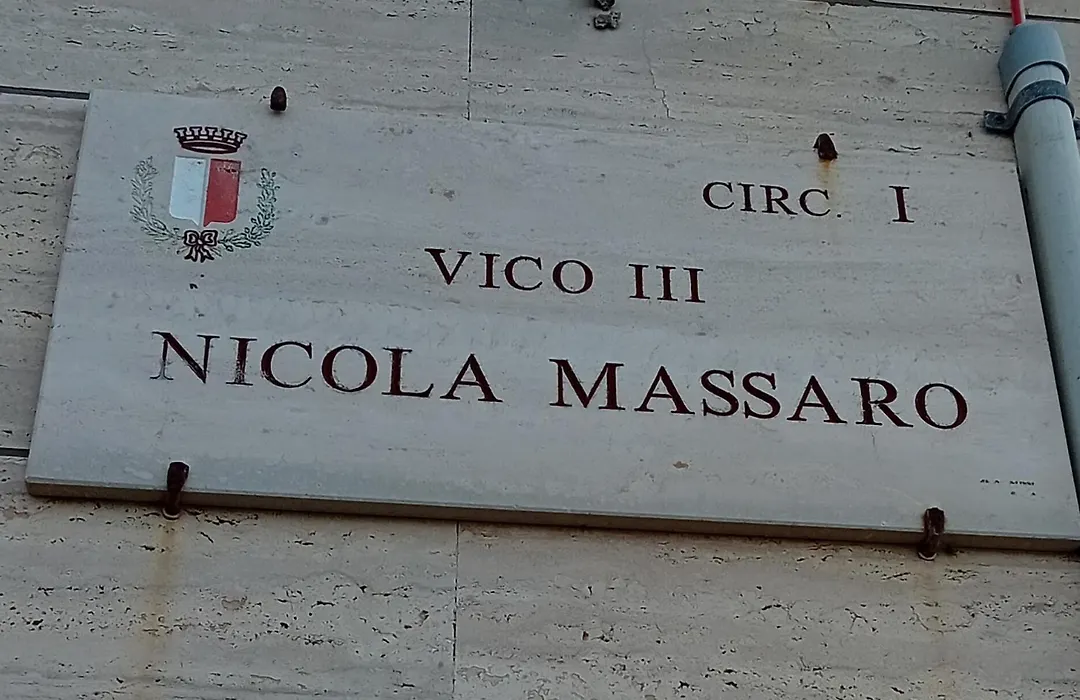 CIRC. I
VICO III
NICOLA MASSARO